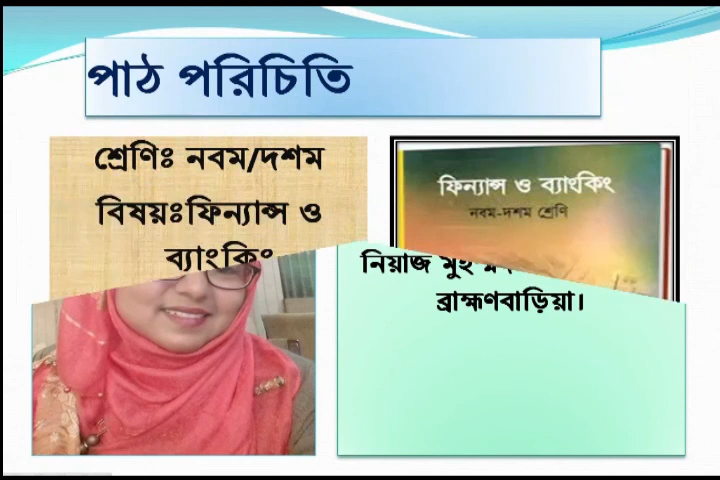 পাঠ পরিচিতি
শ্রেণিঃ নবম/দশম
বিষয়ঃফিন্যান্স ও
ব্যাংকিং
ফিন্যান্স ও ব্যাংকিং
নবম-দশম শ্রেণি
নিয়াজ
ব্রাহ্মণবাড়িয়া।